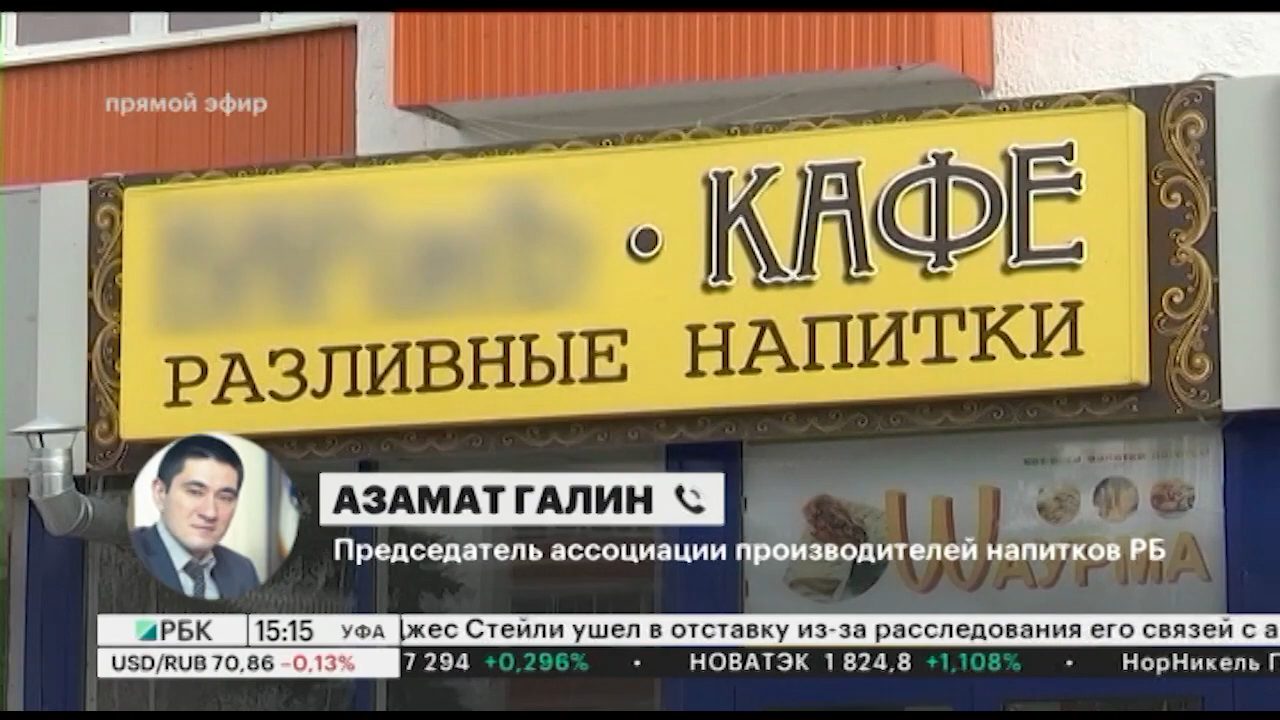 прямой эфир
КАФЕ
РАЗЛИВНЫЕ НАПИТКИ
ШАУРМА
АЗАМАТ ГАЛИН
Председатель ассоциации производителей напитков РБ
РБК 15:15 УФА Джес Стейли ушел в отставку из-за расследования его связей с а
USD/RUB 70,86 -0,13% 7 294 +0,296% • НОВАТЭК 1 824,8 +1,108% • НорНикель Г